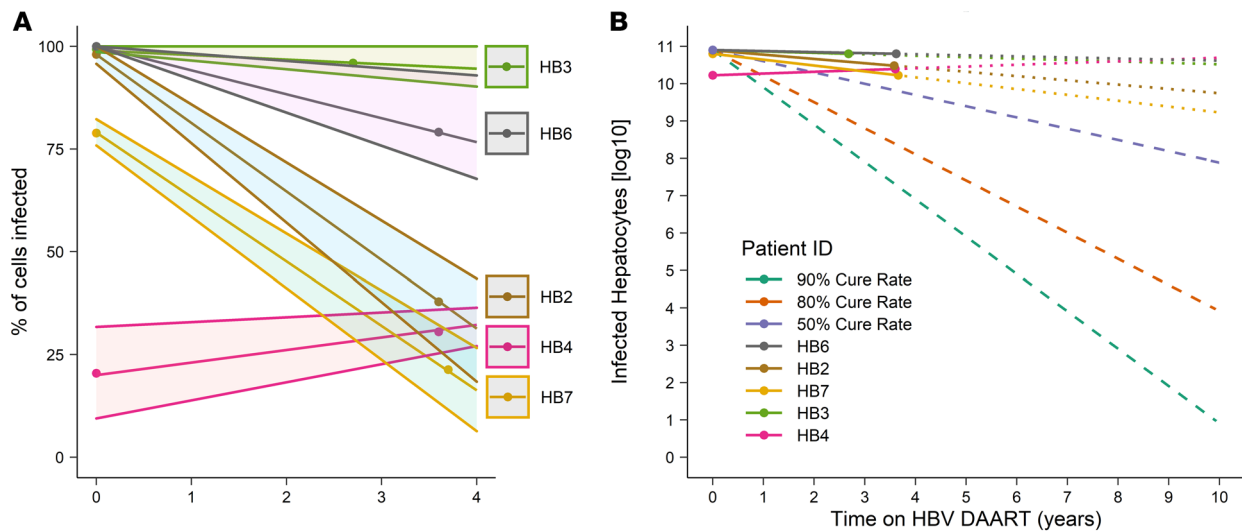 A
% of cells infected
100
75
50
25
0
0 1 2 3 4
HB3
HB6
HB2
HB4
HB7
B
Infected Hepatocytes [log10]
11
10
9
8
7
6
5
4
3
2
1
0
Patient ID
90% Cure Rate
80% Cure Rate
50% Cure Rate
HB6
HB2
HB7
HB3
HB4
0 1 2 3 4 5 6 7 8 9 10
Time on HBV DAART (years)